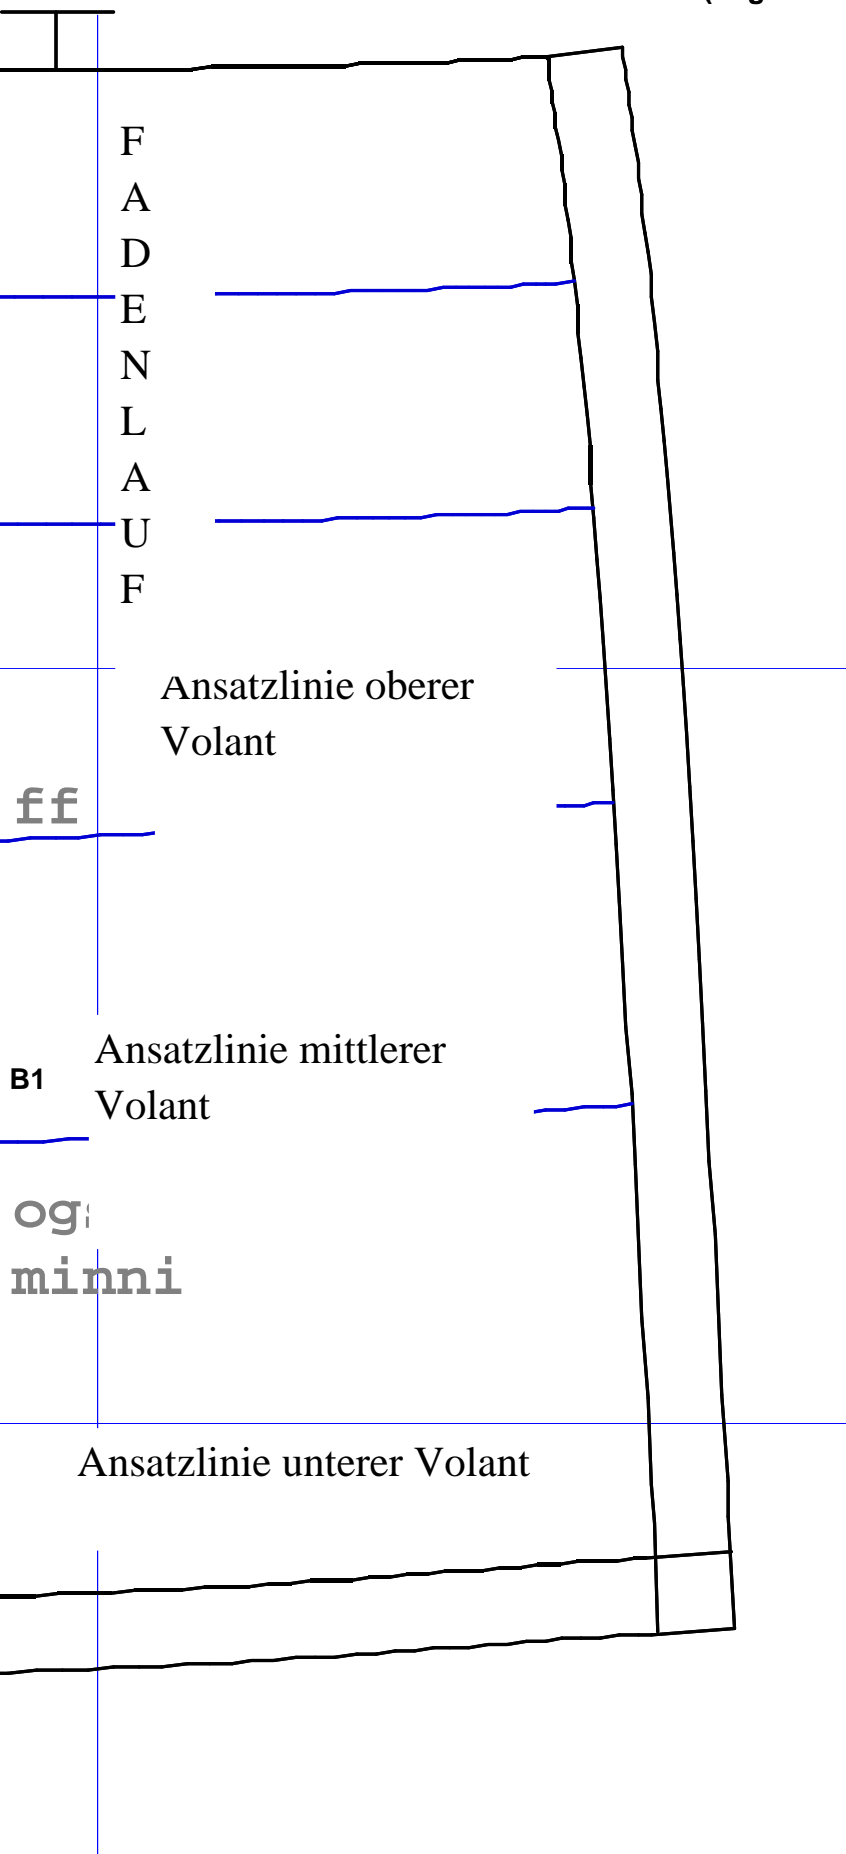 F
A
D
E
N
L
A
U
F
Ansatzlinie oberer
Volant
ff
Ansatzlinie mittlerer
B1
Volant
minni
Ansatzlinie unterer Volant